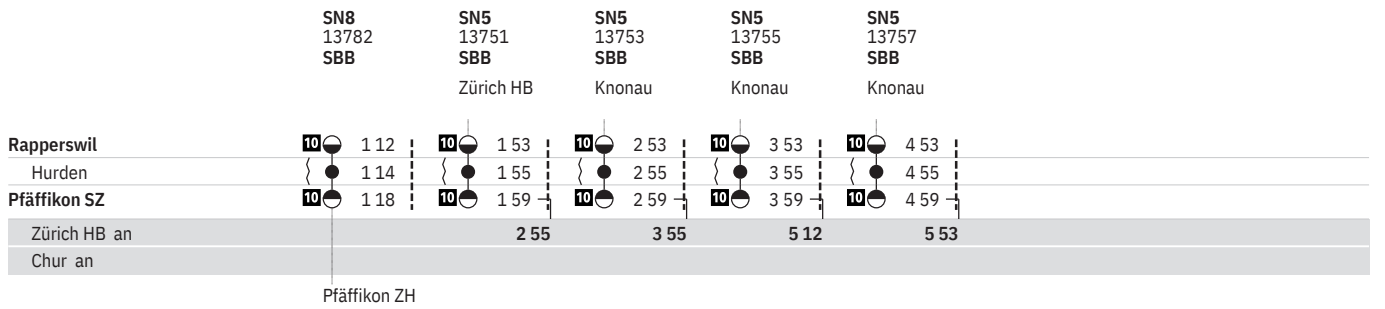 SN8 SN5 SN5 SN5 SN5
13782 13751 13753 13755 13757
SBB SBB SBB SBB SBB
Zürich HB Knonau Knonau Knonau
Rapperswil 10 1 12 10 1 53 10 2 53 10 3 53 10 4 53
Hurden 1 14 1 55 2 55 3 55 4 55
Pfäffikon SZ 10 1 18 10 1 59 10 2 59 10 3 59 10 4 59
Zürich HB an 2 55 3 55 5 12 5 53
Chur an
Pfäffikon ZH